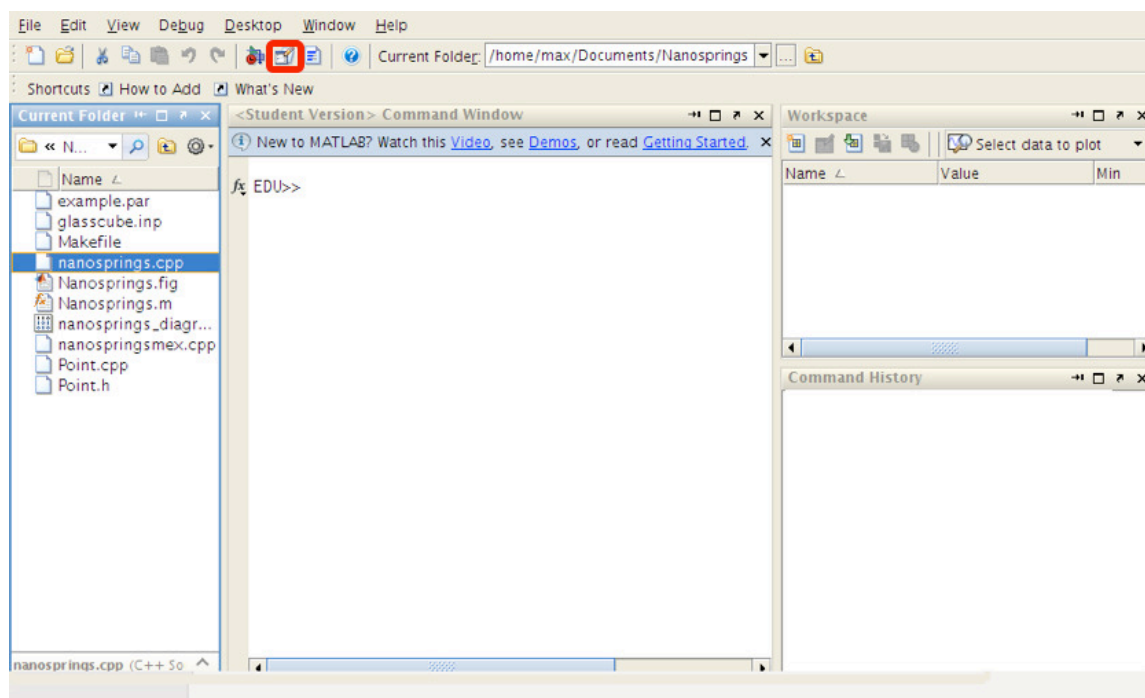 File Edit View Debug Desktop Window Help
Current Folder: /home/max/Documents/Nanosprings
Shortcuts How to Add What's New
Current Folder
« N...
Name
example.par
glasscube.inp
Makefile
nanosprings.cpp
Nanosprings.fig
Nanosprings.m
nanosprings_diagr...
nanospringsmex.cpp
Point.cpp
Point.h
nanosprings.cpp (C++ So
<Student Version> Command Window
New to MATLAB? Watch this Video, see Demos, or read Getting Started.
fx EDU>>
Workspace
Select data to plot
Name Value Min
Command History